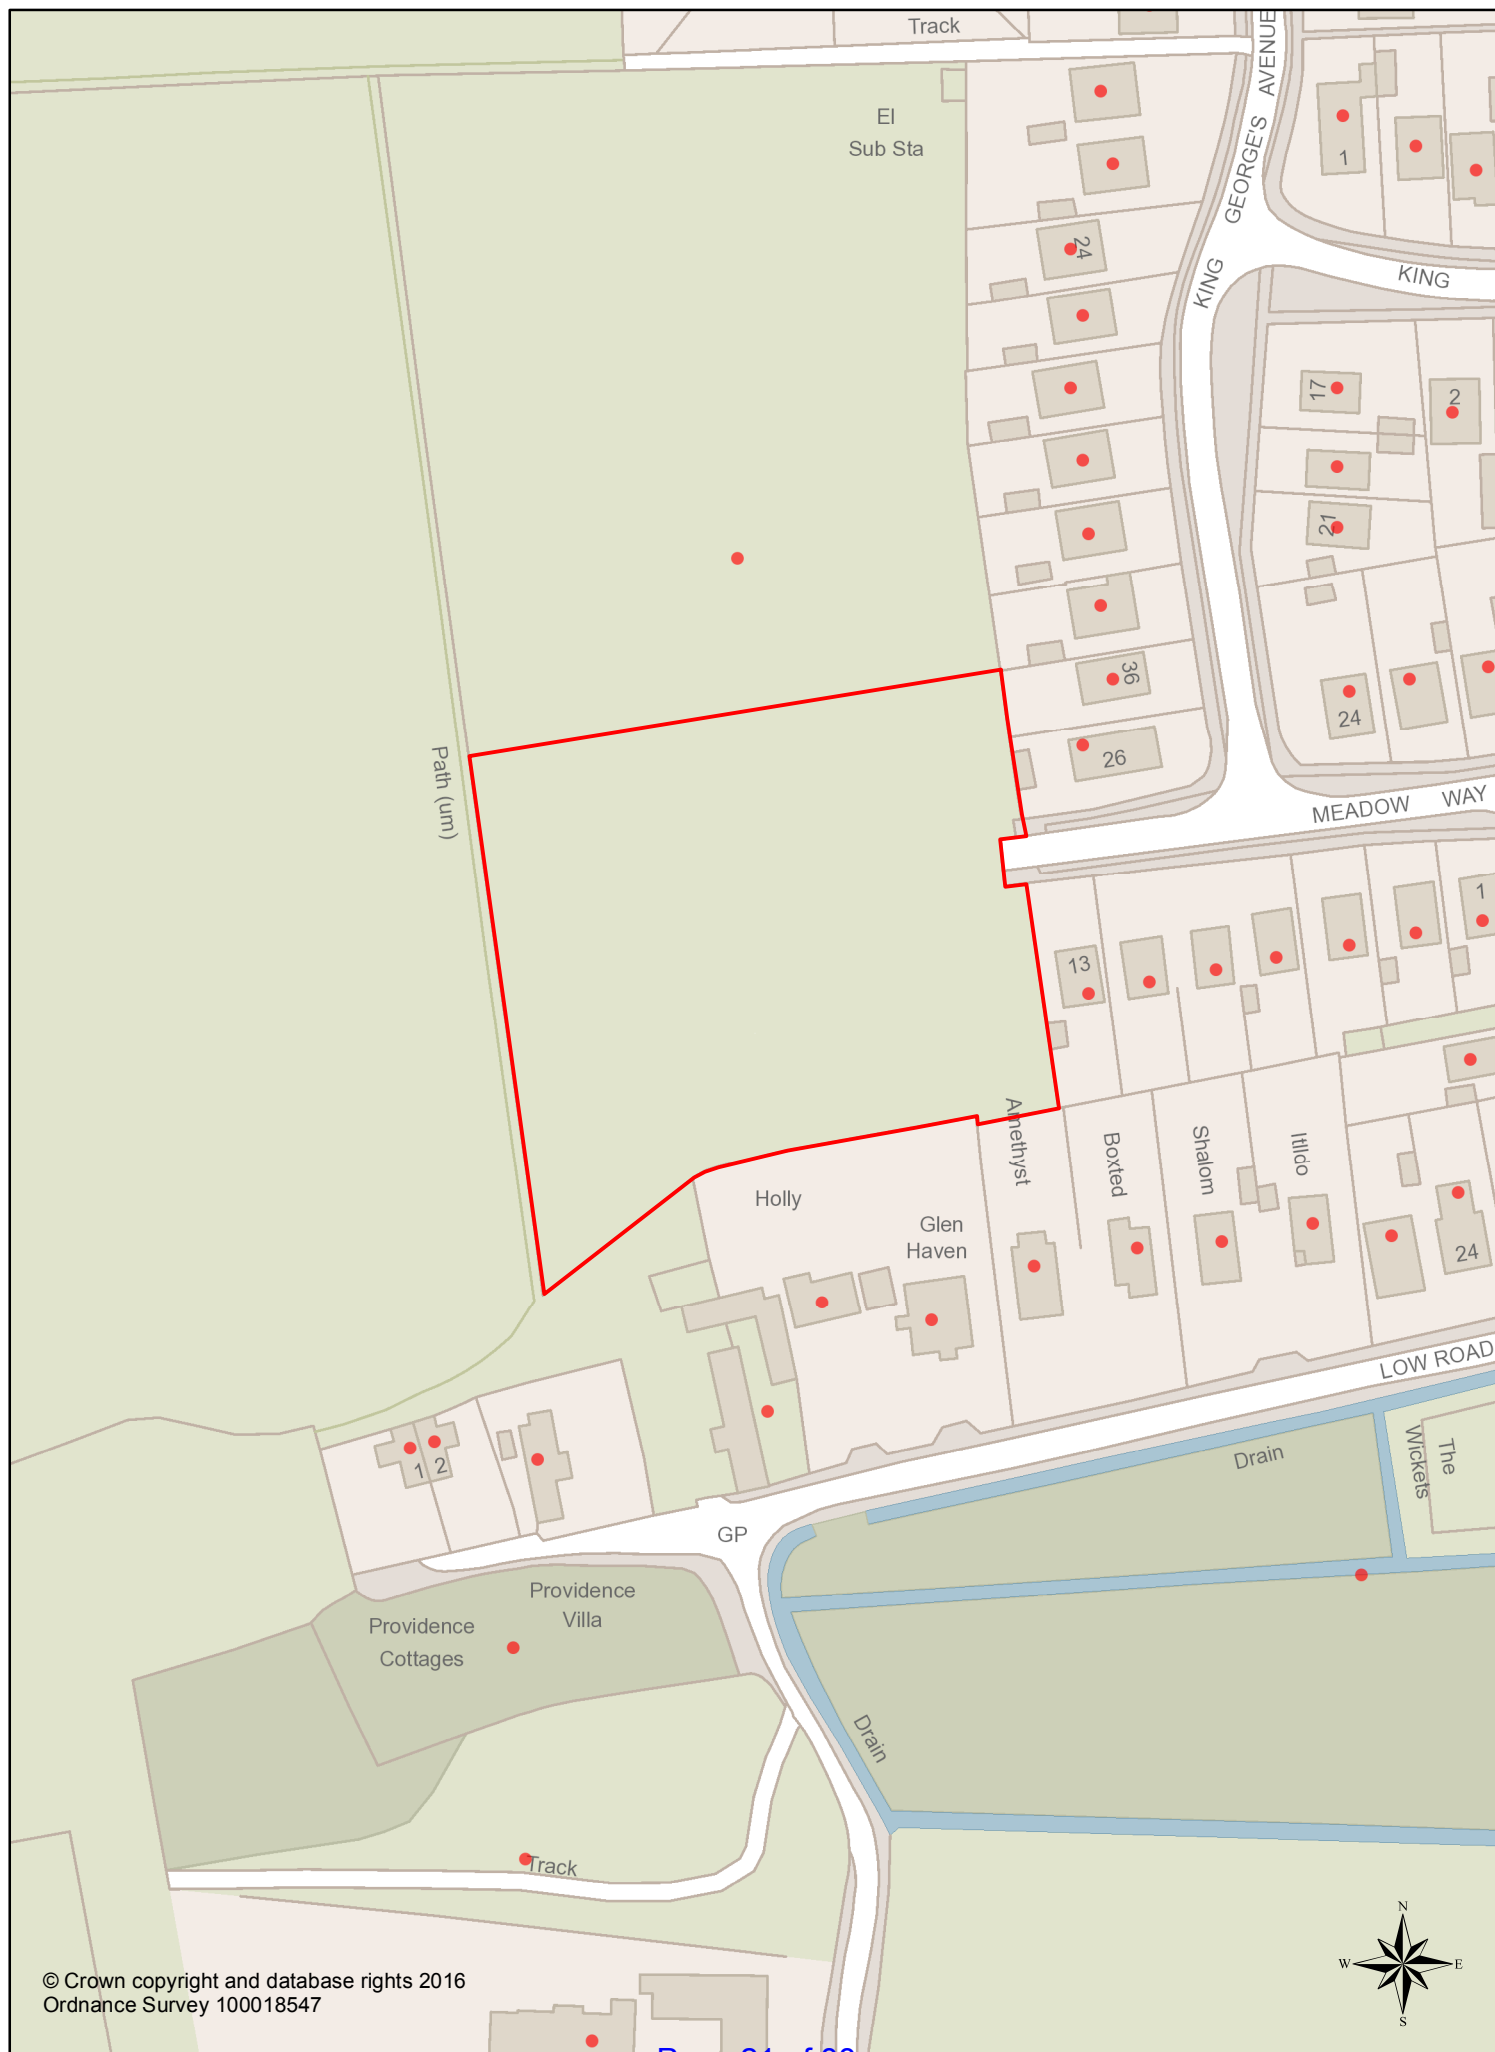 Track
AVENUE
GEORGE'S
KING
KING
El
Sub Sta
1
24
17
2
21
36
24
26
Path (um)
MEADOW WAY
13
1
Amethyst
Boxted
Shalom
Holly
Glen
Haven
24
LOW ROAD
1
2
Drain
The
Wickets
GP
Providence
Villa
Providence
Cottages
Drain
Track
N
W
E
S
© Crown copyright and database rights 2016
Ordnance Survey 100018547